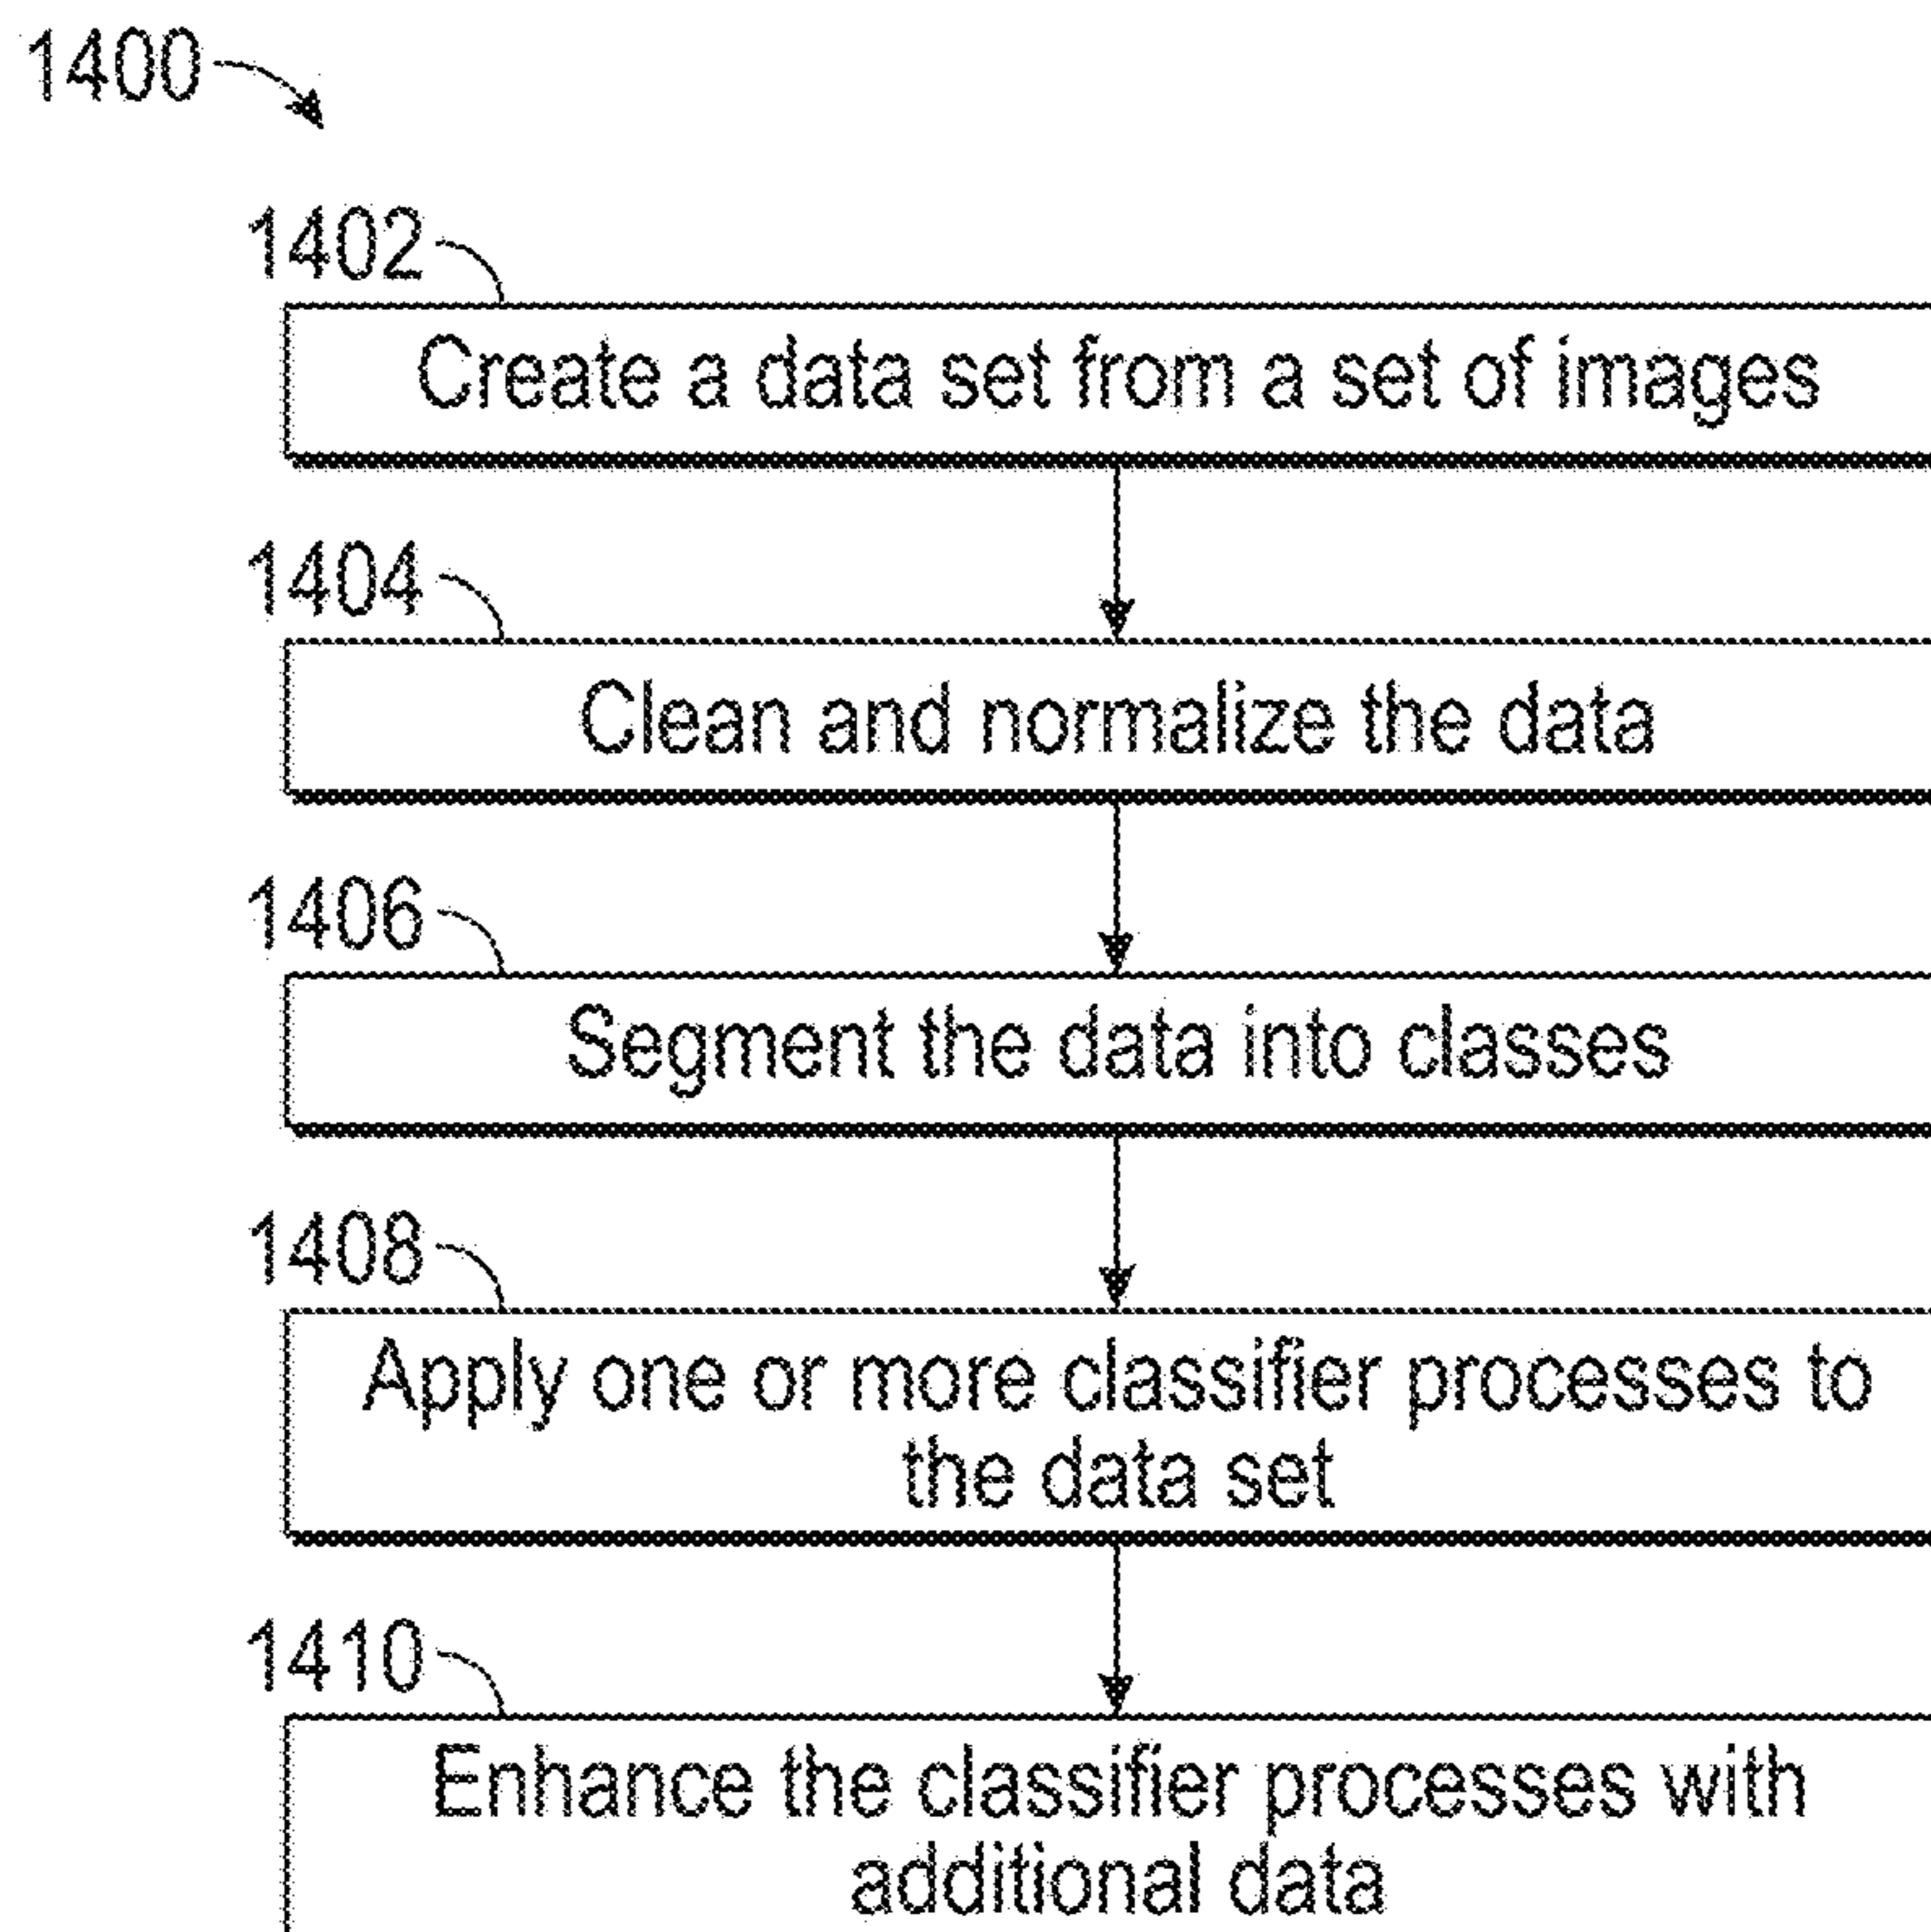 1400
1402
Create a data set from a set of images
1404
Clean and normalize the data
1406
Segment the data into classes
1408
Apply one or more classifier processes to
the data set
1410
Enhance the classifier processes with
additional data